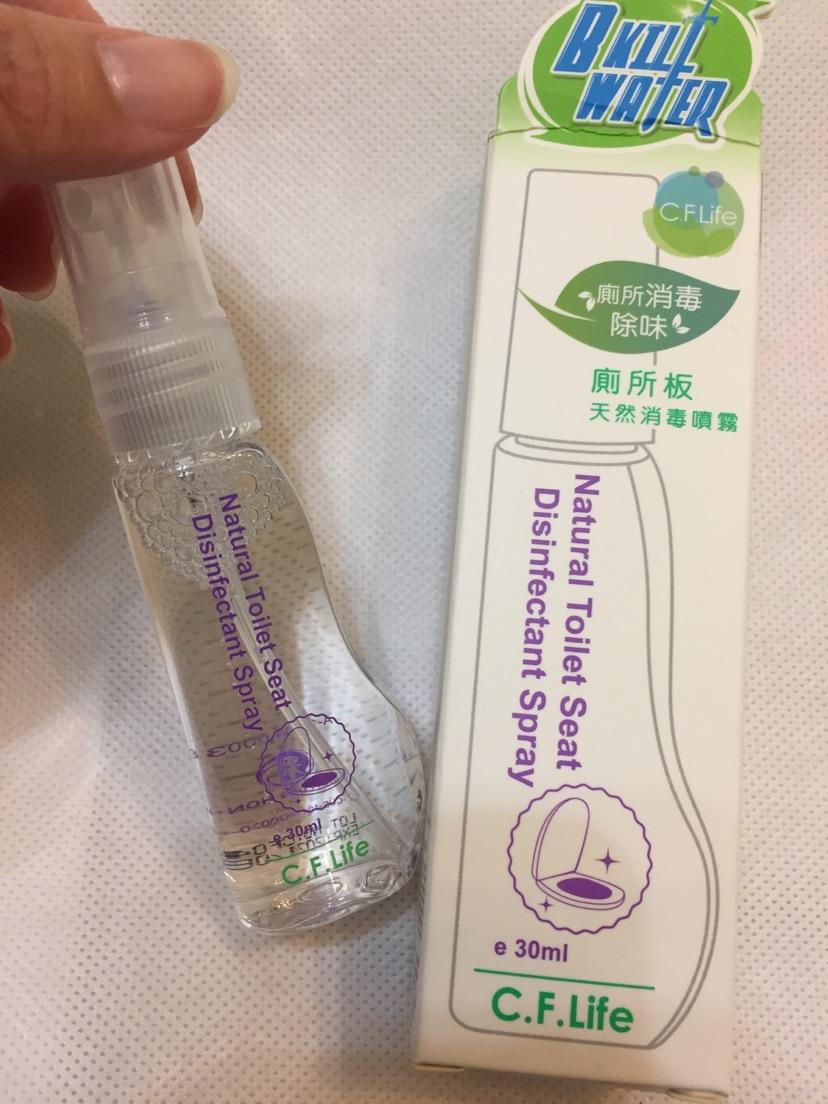 B KILL
WATER
C.F.Life
廁所消毒
除味
廁所板
天然消毒噴霧
Natural Toilet Seat
Disinfectant Spray
e 30ml
C.F.Life
Natural Toilet Seat
Disinfectant Spray
e 30ml
C.F.Life